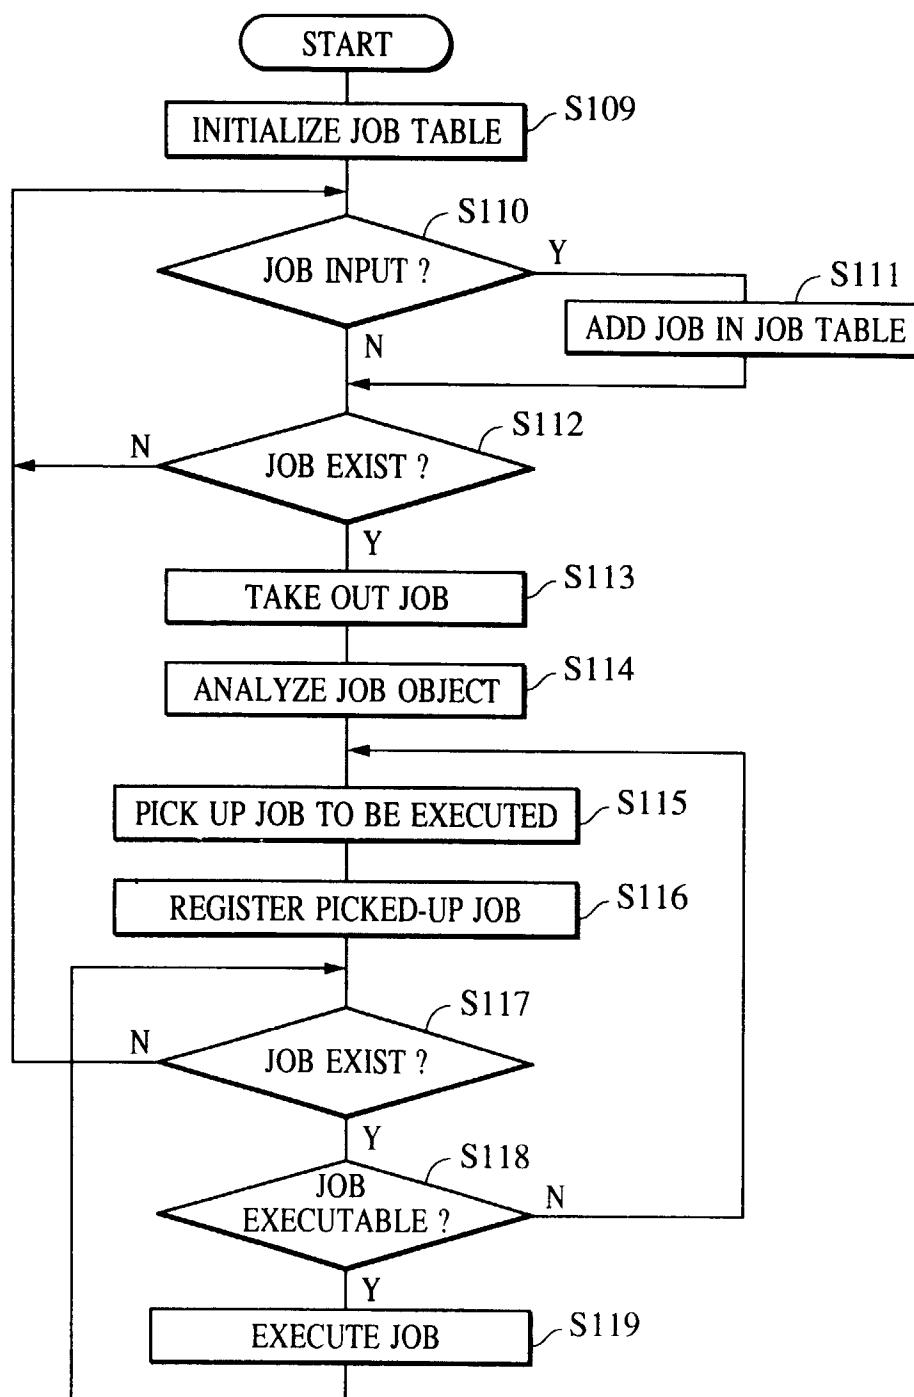 START
INITIALIZE JOB TABLE
S109
S110
JOB INPUT ?
Y
S111
ADD JOB IN JOB TABLE
N
S112
N
JOB EXIST ?
Y
S113
TAKE OUT JOB
S114
ANALYZE JOB OBJECT
S115
PICK UP JOB TO BE EXECUTED
S116
REGISTER PICKED-UP JOB
S117
N
JOB EXIST ?
Y
S118
JOB
EXECUTABLE ?
N
Y
S119
EXECUTE JOB